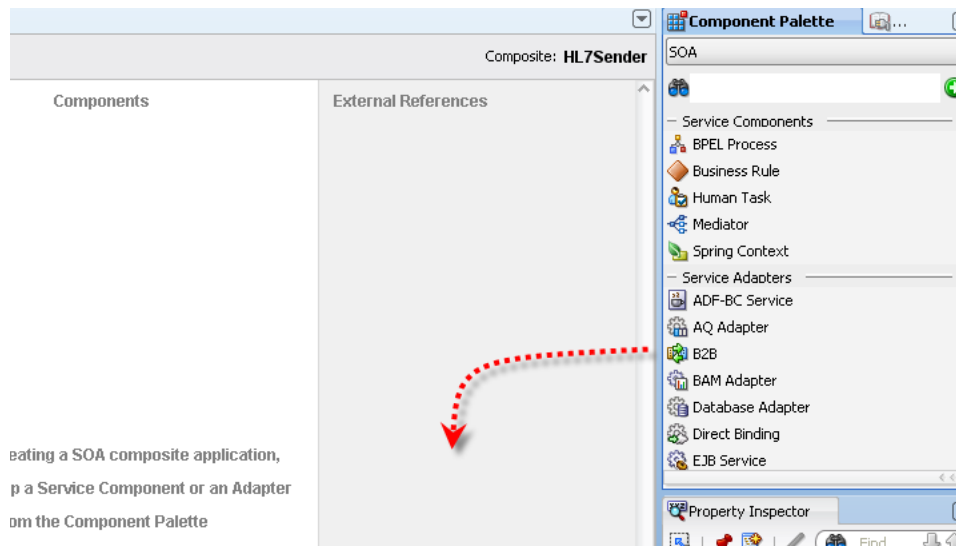 Component Palette
...
Composite: HL7Sender
SOA
Components
External References
Service Components
BPEL Process
Business Rule
Human Task
Mediator
Spring Context
Service Adapters
ADF-BC Service
AQ Adapter
B2B
BAM Adapter
Database Adapter
Direct Binding
EJB Service
eating a SOA composite application,
p a Service Component or an Adapter
om the Component Palette
Property Inspector
Find